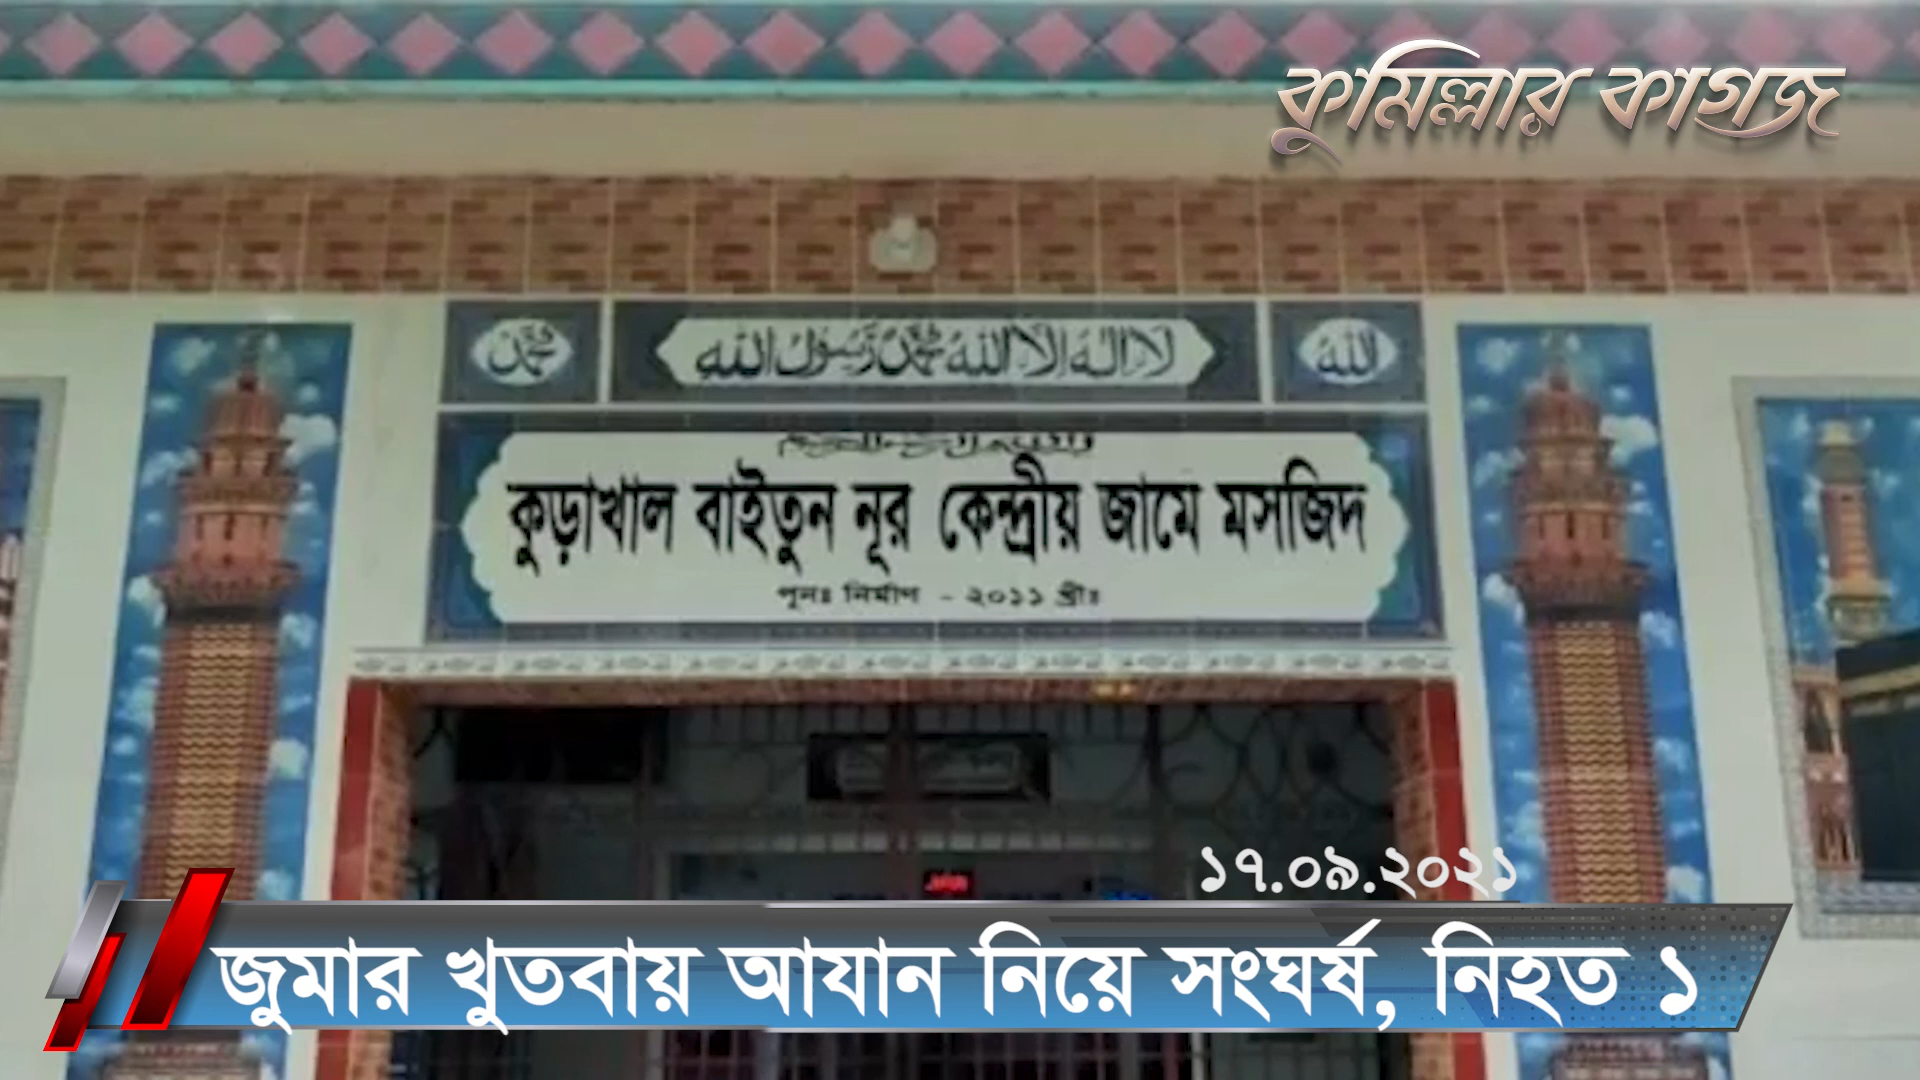 কুমিল্লার কাগজ
محمد
لا اله الا الله محمد رسول الله
الله
কুড়াখাল বাইতুন নূর কেন্দ্রীয় জামে মসজিদ
পূনঃ নির্মাণ - ২০১১ খ্রীঃ
১৭.০৯.২০২১
জুমার খুতবায় আযান নিয়ে সংঘর্ষ, নিহত ১